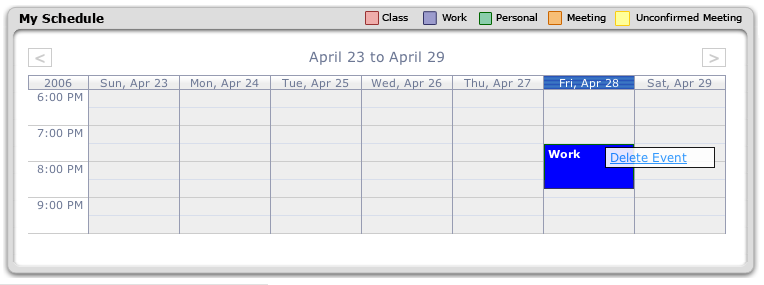 My Schedule Class Work Personal Meeting Unconfirmed Meeting
< April 23 to April 29 >
2006 Sun, Apr 23 Mon, Apr 24 Tue, Apr 25 Wed, Apr 26 Thu, Apr 27 Fri, Apr 28 Sat, Apr 29
6:00 PM
7:00 PM
Work Delete Event
8:00 PM
9:00 PM